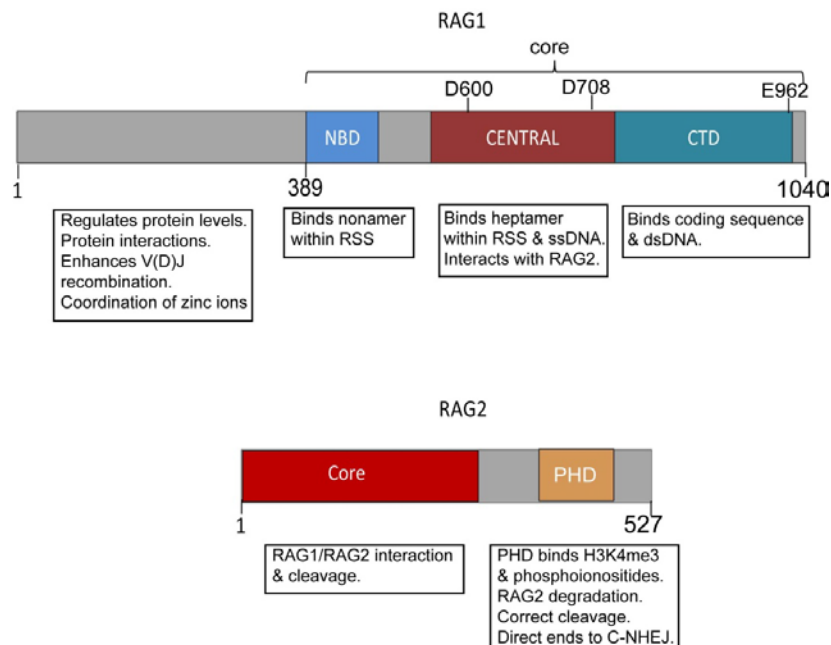 RAG1
core
D600 D708 E962
NBD CENTRAL CTD
1 389 1040
Regulates protein levels.
Protein interactions.
Enhances V(D)J
recombination.
Coordination of zinc ions
Binds nonamer
within RSS
Binds heptamer
within RSS & ssDNA.
Interacts with RAG2.
Binds coding sequence
& dsDNA.
RAG2
Core PHD
1 527
RAG1/RAG2 interaction
& cleavage.
PHD binds H3K4me3
& phosphoionositides.
RAG2 degradation.
Correct cleavage.
Direct ends to C-NHEJ.